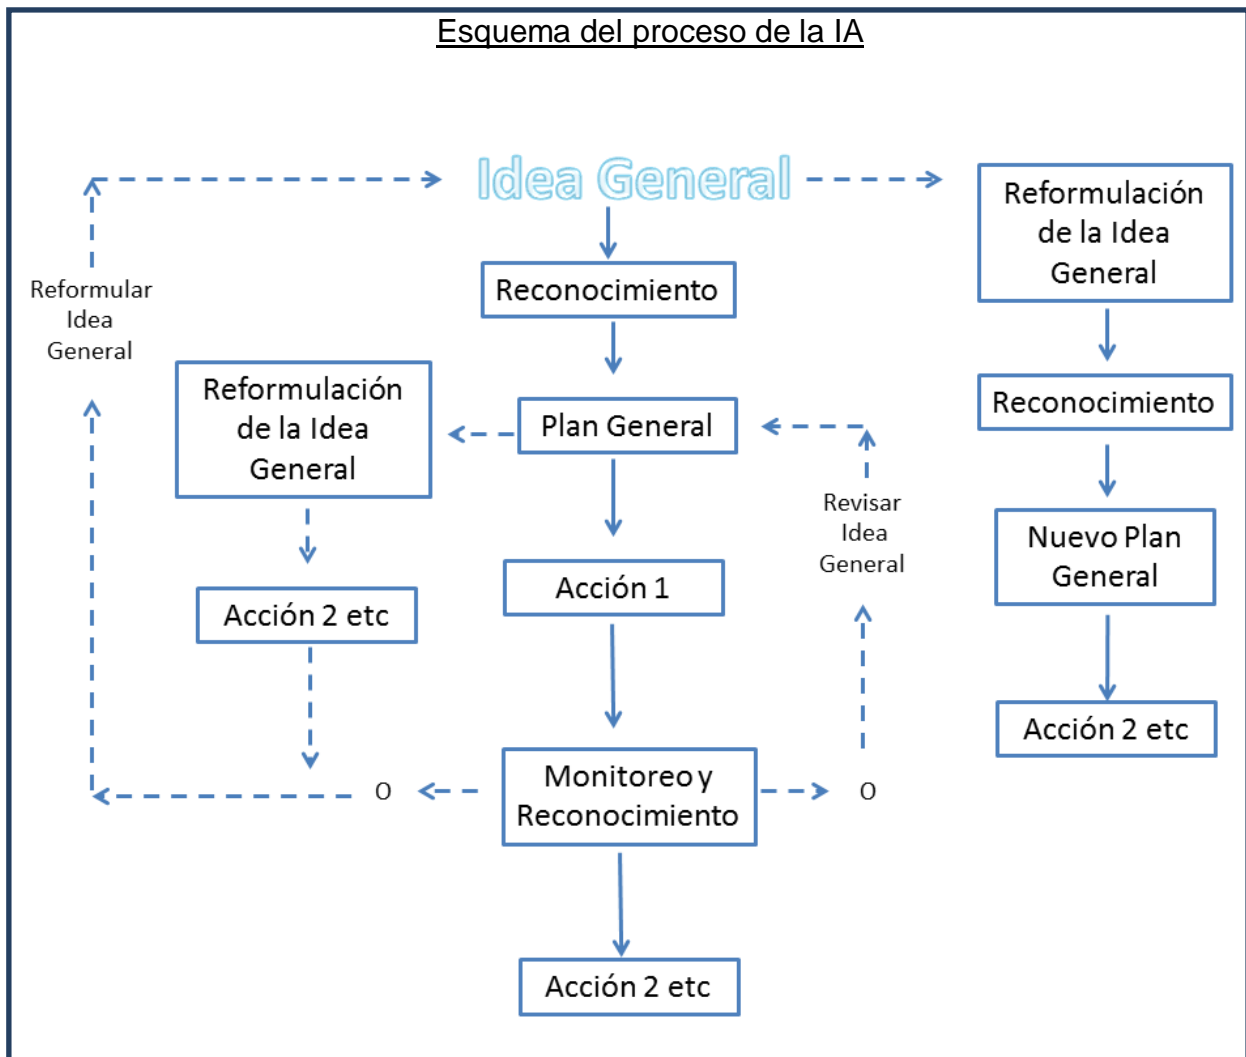 Esquema del proceso de la IA
Idea General
Reformulación
de la Idea
General
Reconocimiento
Reformular
Idea
General
Reformulación
de la Idea
General
Plan General
Reconocimiento
Revisar
Idea
General
Nuevo Plan
General
Acción 1
Acción 2 etc
Acción 2 etc
Monitoreo y
Reconocimiento
O
O
Acción 2 etc